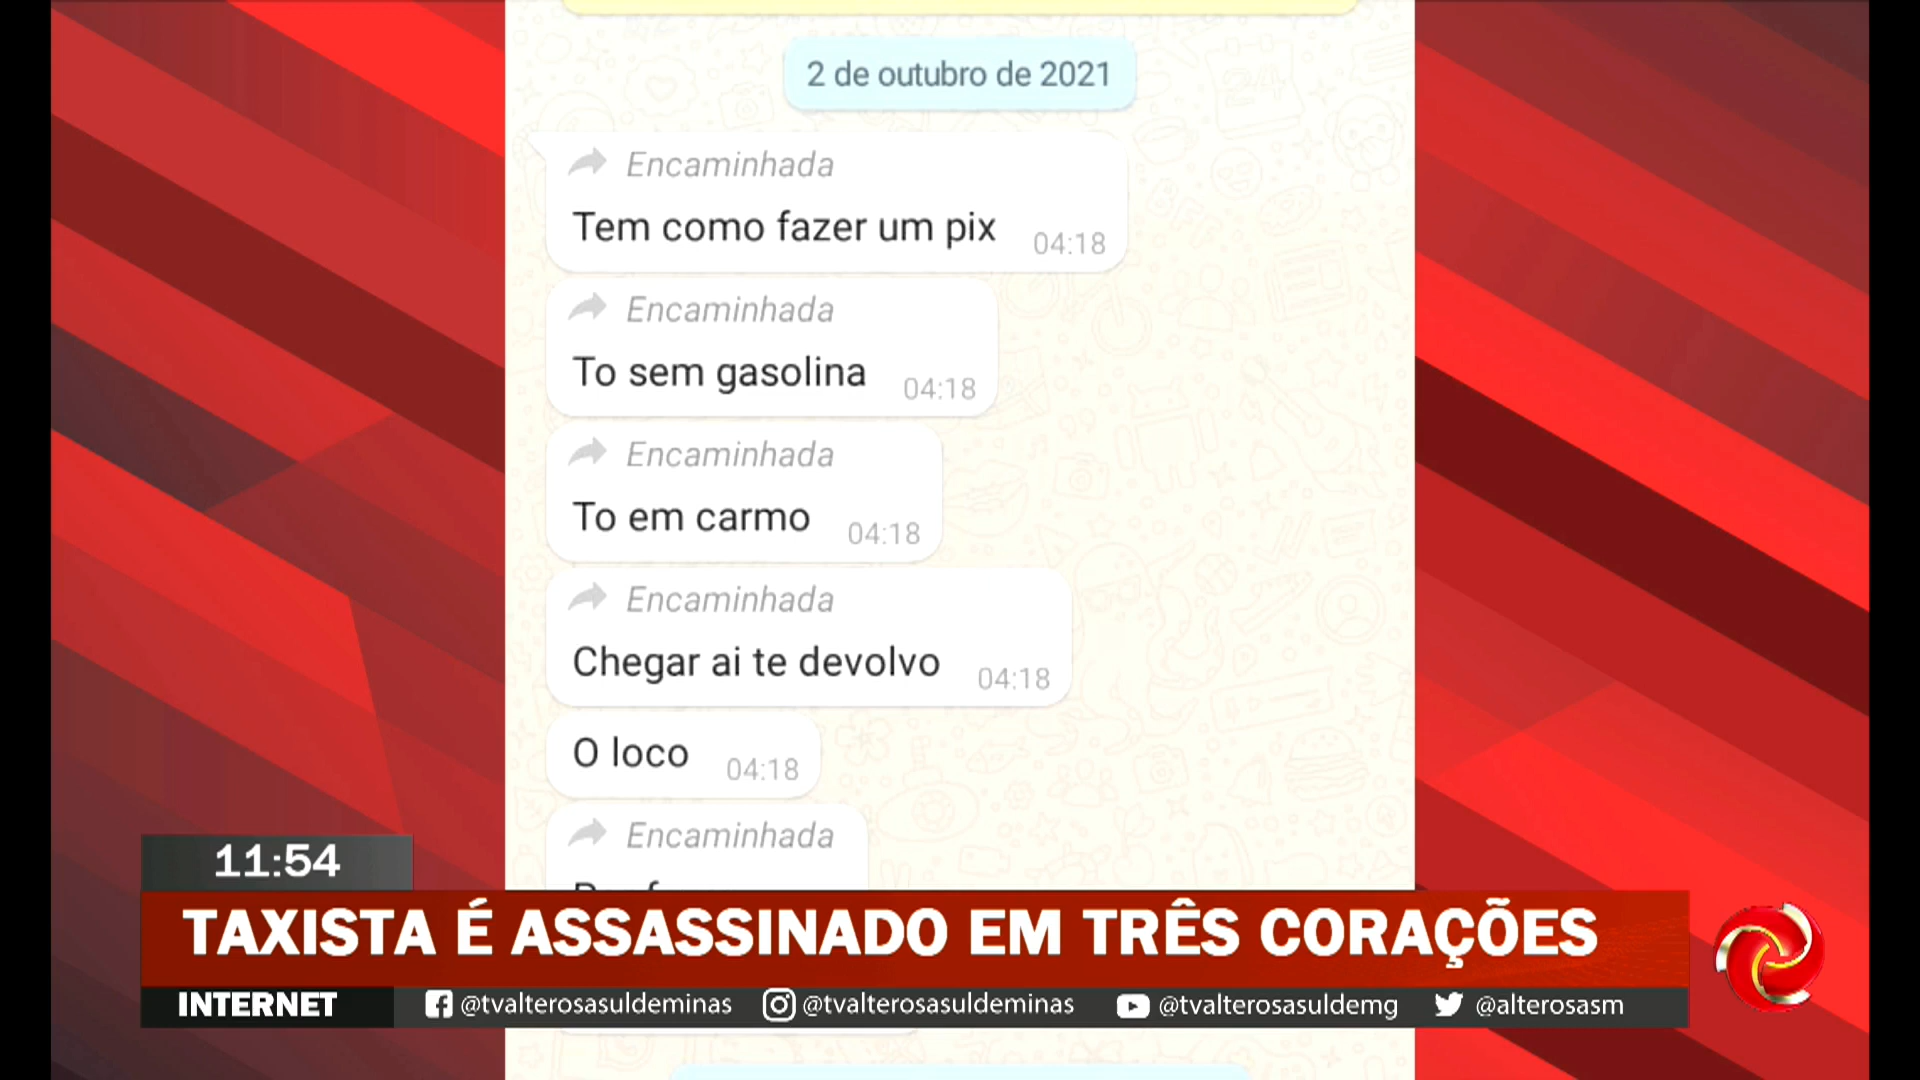 2 de outubro de 2021
Encaminhada
Tem como fazer um pix 04:18
Encaminhada
To sem gasolina 04:18
Encaminhada
To em carmo 04:18
Encaminhada
Chegar ai te devolvo 04:18
O loco 04:18
Encaminhada
11:54
TAXISTA É ASSASSINADO EM TRÊS CORAÇÕES
INTERNET @tvalterosasuldeminas @tvalterosasuldeminas @tvalterosasuldemg @alterosasm